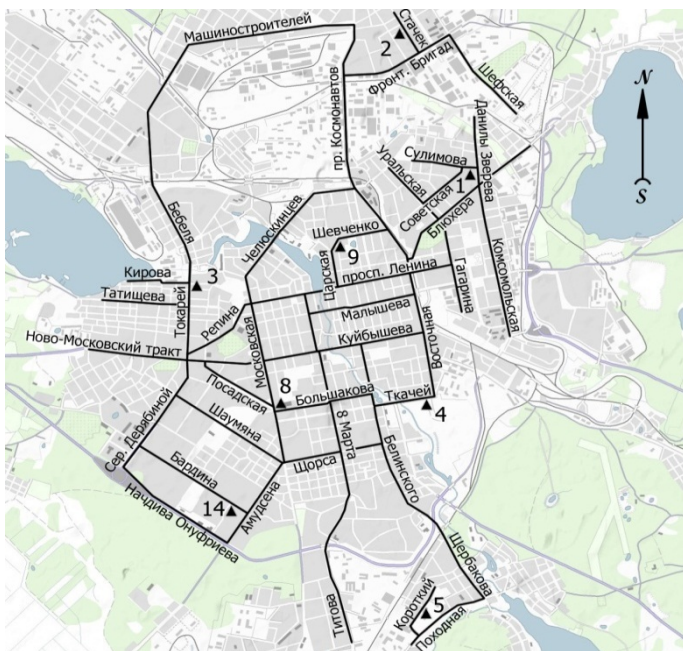 Машиностроителей
Стачек
2
Фронт. Бригад
Шефская
N
S
пр. Космонавтов
Данилы Зверева
Сулимова
Уральская
1
Советская
Блюхера
Бебеля
Челюскинцев
Шевченко
9
Царская
просп. Ленина
Гагарина
Комсомольская
Кирова
3
Татищева
Токарей
Репина
Малышева
Куйбышева
Восточная
Московская
Ново-Московский тракт
Посадская
8
Большакова
Ткачей
4
Шаумяна
8 Марта
Сер. Дерябиной
Щорса
Белинского
Бардина
14
Амундсена
Начдива Онуфриева
Щербакова
Короткий
5
Походная
Титова